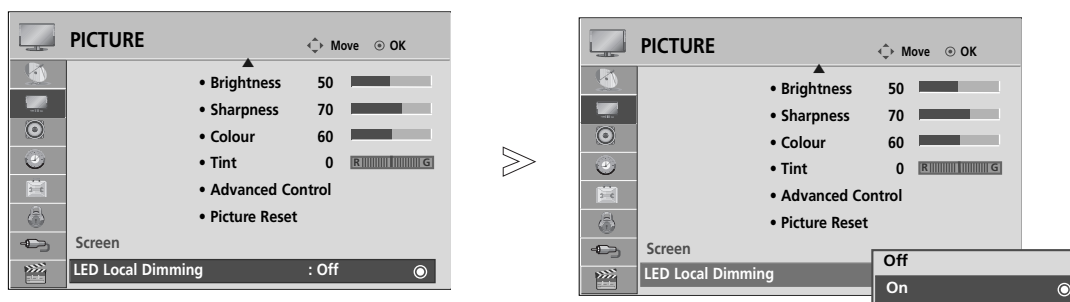 PICTURE
Move OK
• Brightness 50
• Sharpness 70
• Colour 60
• Tint 0 R G
• Advanced Control
• Picture Reset
Screen
LED Local Dimming : Off
PICTURE
Move OK
• Brightness 50
• Sharpness 70
• Colour 60
• Tint 0 R G
• Advanced Control
• Picture Reset
Screen
LED Local Dimming
Off
On